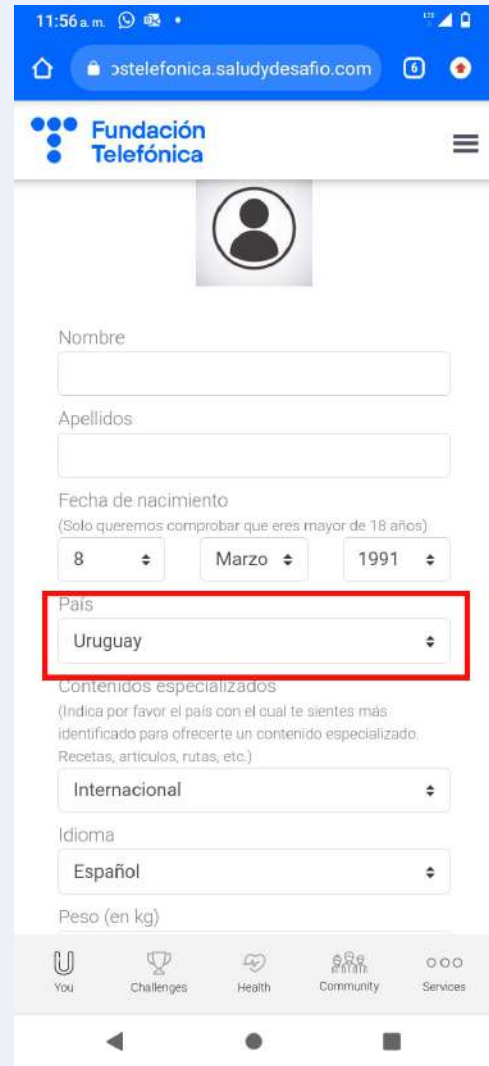 11:56 a. m.
ostelefonica.saludydesafio.com
6
LTE
Fundación
Telefónica
Nombre
Apellidos
Fecha de nacimiento
(Solo queremos comprobar que eres mayor de 18 años)
8 Marzo 1991
País
Uruguay
Contenidos especializados
(Indica por favor el país con el cual te sientes más
identificado para ofrecerte un contenido especializado.
Recetas, artículos, rutas, etc.)
Internacional
Idioma
Español
Peso (en kg)
You Challenges Health Community Services